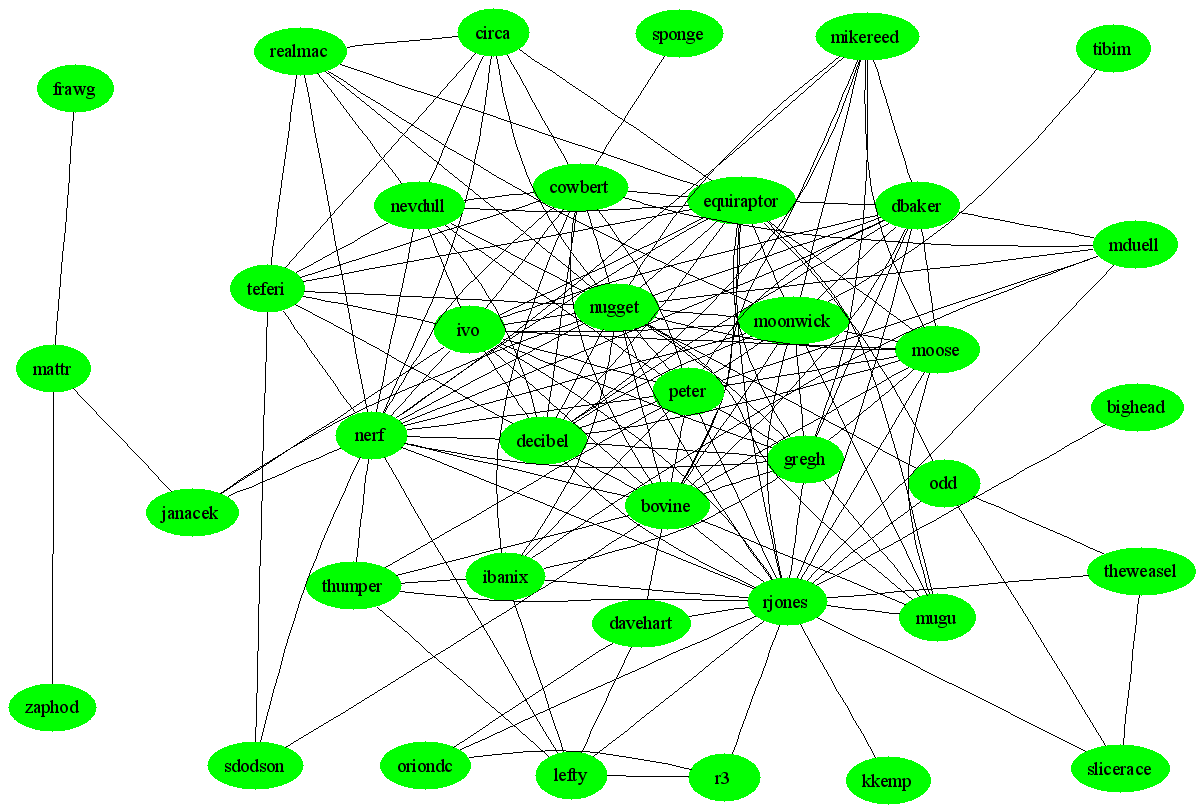 circa
sponge
mikereed
realmac
tibim
frawg
cowbert
equiraptor
nevdull
dbaker
mduell
teferi
nugget
moonwick
ivo
moose
mattr
peter
bighead
nerf
decibel
gregh
odd
janacek
bovine
theweasel
ibanix
thumper
rjones
mugu
davehart
zaphod
sdodson
oriondc
lefty
r3
kkemp
slicerace